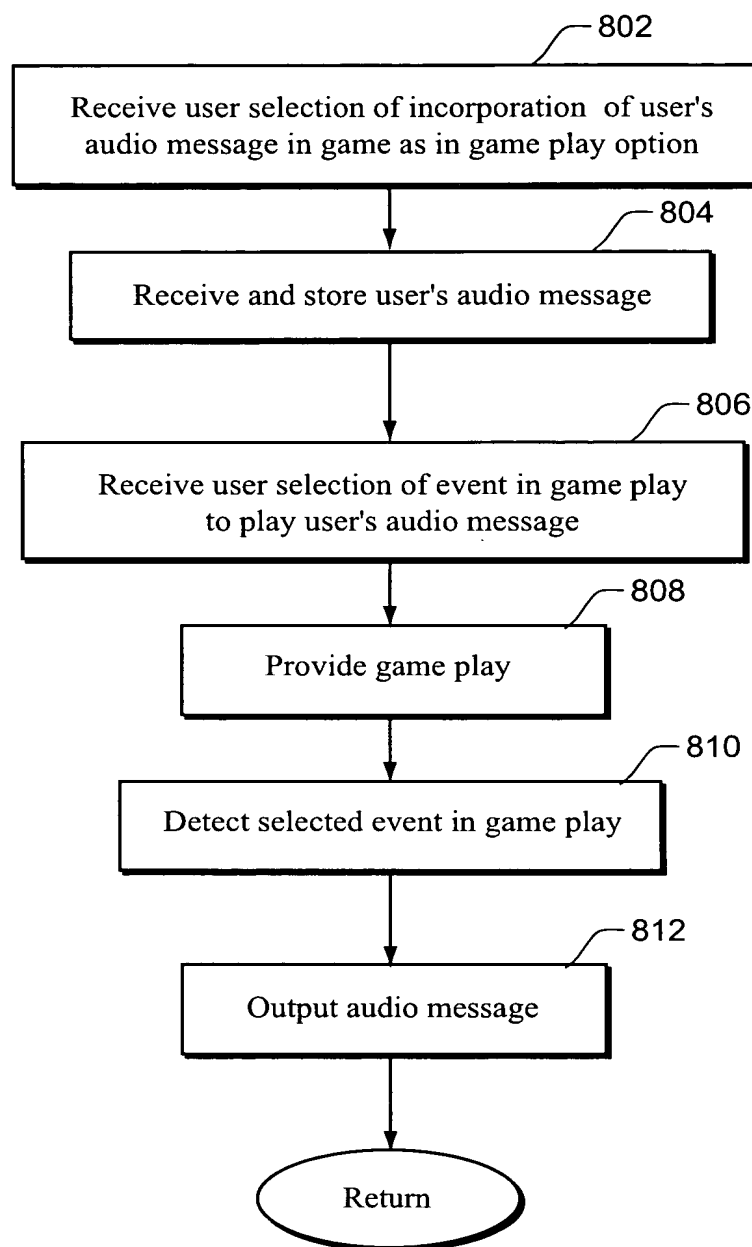 802
Receive user selection of incorporation of user's
audio message in game as in game play option
804
Receive and store user's audio message
806
Receive user selection of event in game play
to play user's audio message
808
Provide game play
810
Detect selected event in game play
812
Output audio message
Return